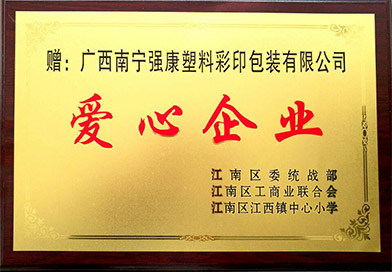 赠：广西南宁强康塑料彩印包装有限公司
爱心企业
江南区委统战部
江南区工商业联合会
江南区江西镇中心小学